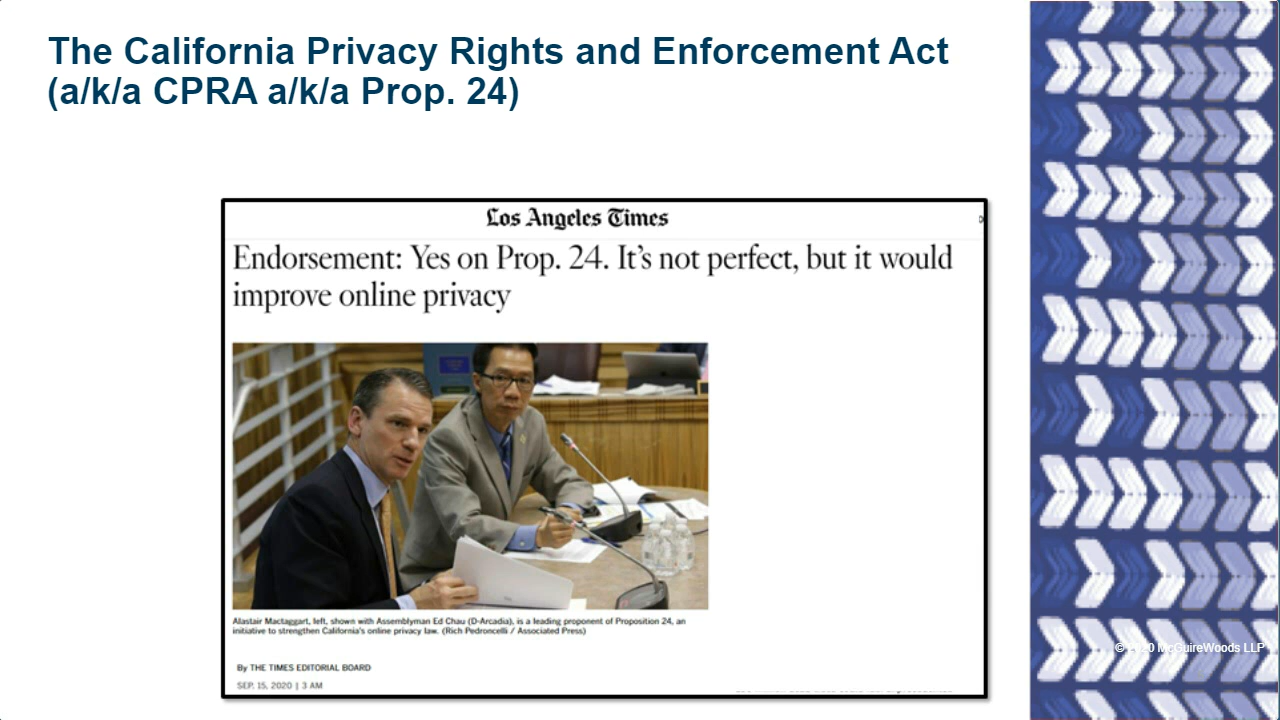 The California Privacy Rights and Enforcement Act
(a/k/a CPRA a/k/a Prop. 24)
Los Angeles Times
Endorsement: Yes on Prop. 24. It's not perfect, but it would
improve online privacy
Alastair Mactaggart, left, shown with Assemblyman Ed Chau (D-Arcadia), is a leading proponent of Proposition 24, an
initiative to strengthen California's online privacy law. (Rich Pedroncelli / Associated Press)
By THE TIMES EDITORIAL BOARD
SEP. 15, 2020 | 3 AM
© 2020 McGuireWoods LLP